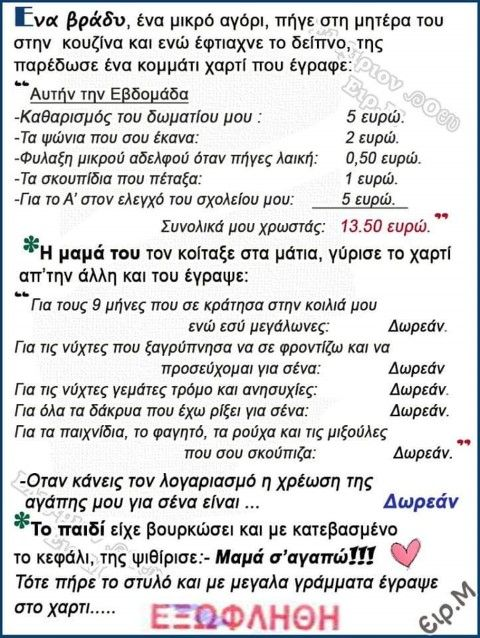 Ένα βράδυ, ένα μικρό αγόρι, πήγε στη μητέρα του
στην κουζίνα και ενώ έφτιαχνε το δείπνο, της
παρέδωσε ένα κομμάτι χαρτί που έγραφε:
“Αυτήν την Εβδομάδα
-Καθαρισμός του δωματίου μου : 5 ευρώ.
-Τα ψώνια που σου έκανα: 2 ευρώ.
-Φυλαξη μικρού αδελφού όταν πήγες λαική: 0,50 ευρώ.
-Τα σκουπίδια που πέταξα: 1 ευρώ.
-Για το Α' στον ελεγχό του σχολείου μου: 5 ευρώ.
Συνολικά μου χρωστάς: 13.50 ευρώ.”
*Η μαμά του τον κοίταξε στα μάτια, γύρισε το χαρτί
απ'την άλλη και του έγραψε:
“Για τους 9 μήνες που σε κράτησα στην κοιλιά μου
ενώ εσύ μεγάλωνες: Δωρεάν.
Για τις νύχτες που ξαγρύπνησα να σε φροντίζω και να
προσεύχομαι για σένα: Δωρεάν
Για τις νύχτες γεμάτες τρόμο και ανησυχίες: Δωρεάν.
Για όλα τα δάκρυα που έχω ρίξει για σένα: Δωρεάν.
Για τα παιχνίδια, το φαγητό, τα ρούχα και τις μιξούλες
που σου σκούπιζα: Δωρεάν.”
-Οταν κάνεις τον λογαριασμό η χρέωση της
αγάπης μου για σένα είναι ... Δωρεάν
*Το παιδί είχε βουρκώσει και με κατεβασμένο
το κεφάλι, της ψιθίρισε:- Μαμά σ'αγαπώ!!!
Τότε πήρε το στυλό και με μεγαλα γράμματα έγραψε
στο χαρτι..... ΕΞΩΦΛΗΘΗ
Ειρ.Μ